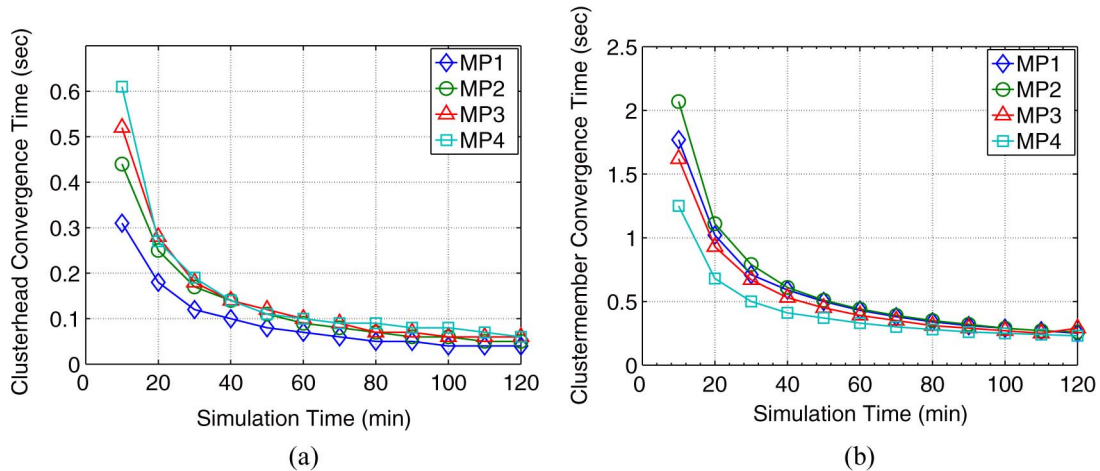 Clusterhead Convergence Time (sec)
0.6
0.5
0.4
0.3
0.2
0.1
0
0 20 40 60 80 100 120
Simulation Time (min)
MP1
MP2
MP3
MP4
(a)
Clustermember Convergence Time (sec)
2.5
2
1.5
1
0.5
0
0 20 40 60 80 100 120
Simulation Time (min)
MP1
MP2
MP3
MP4
(b)